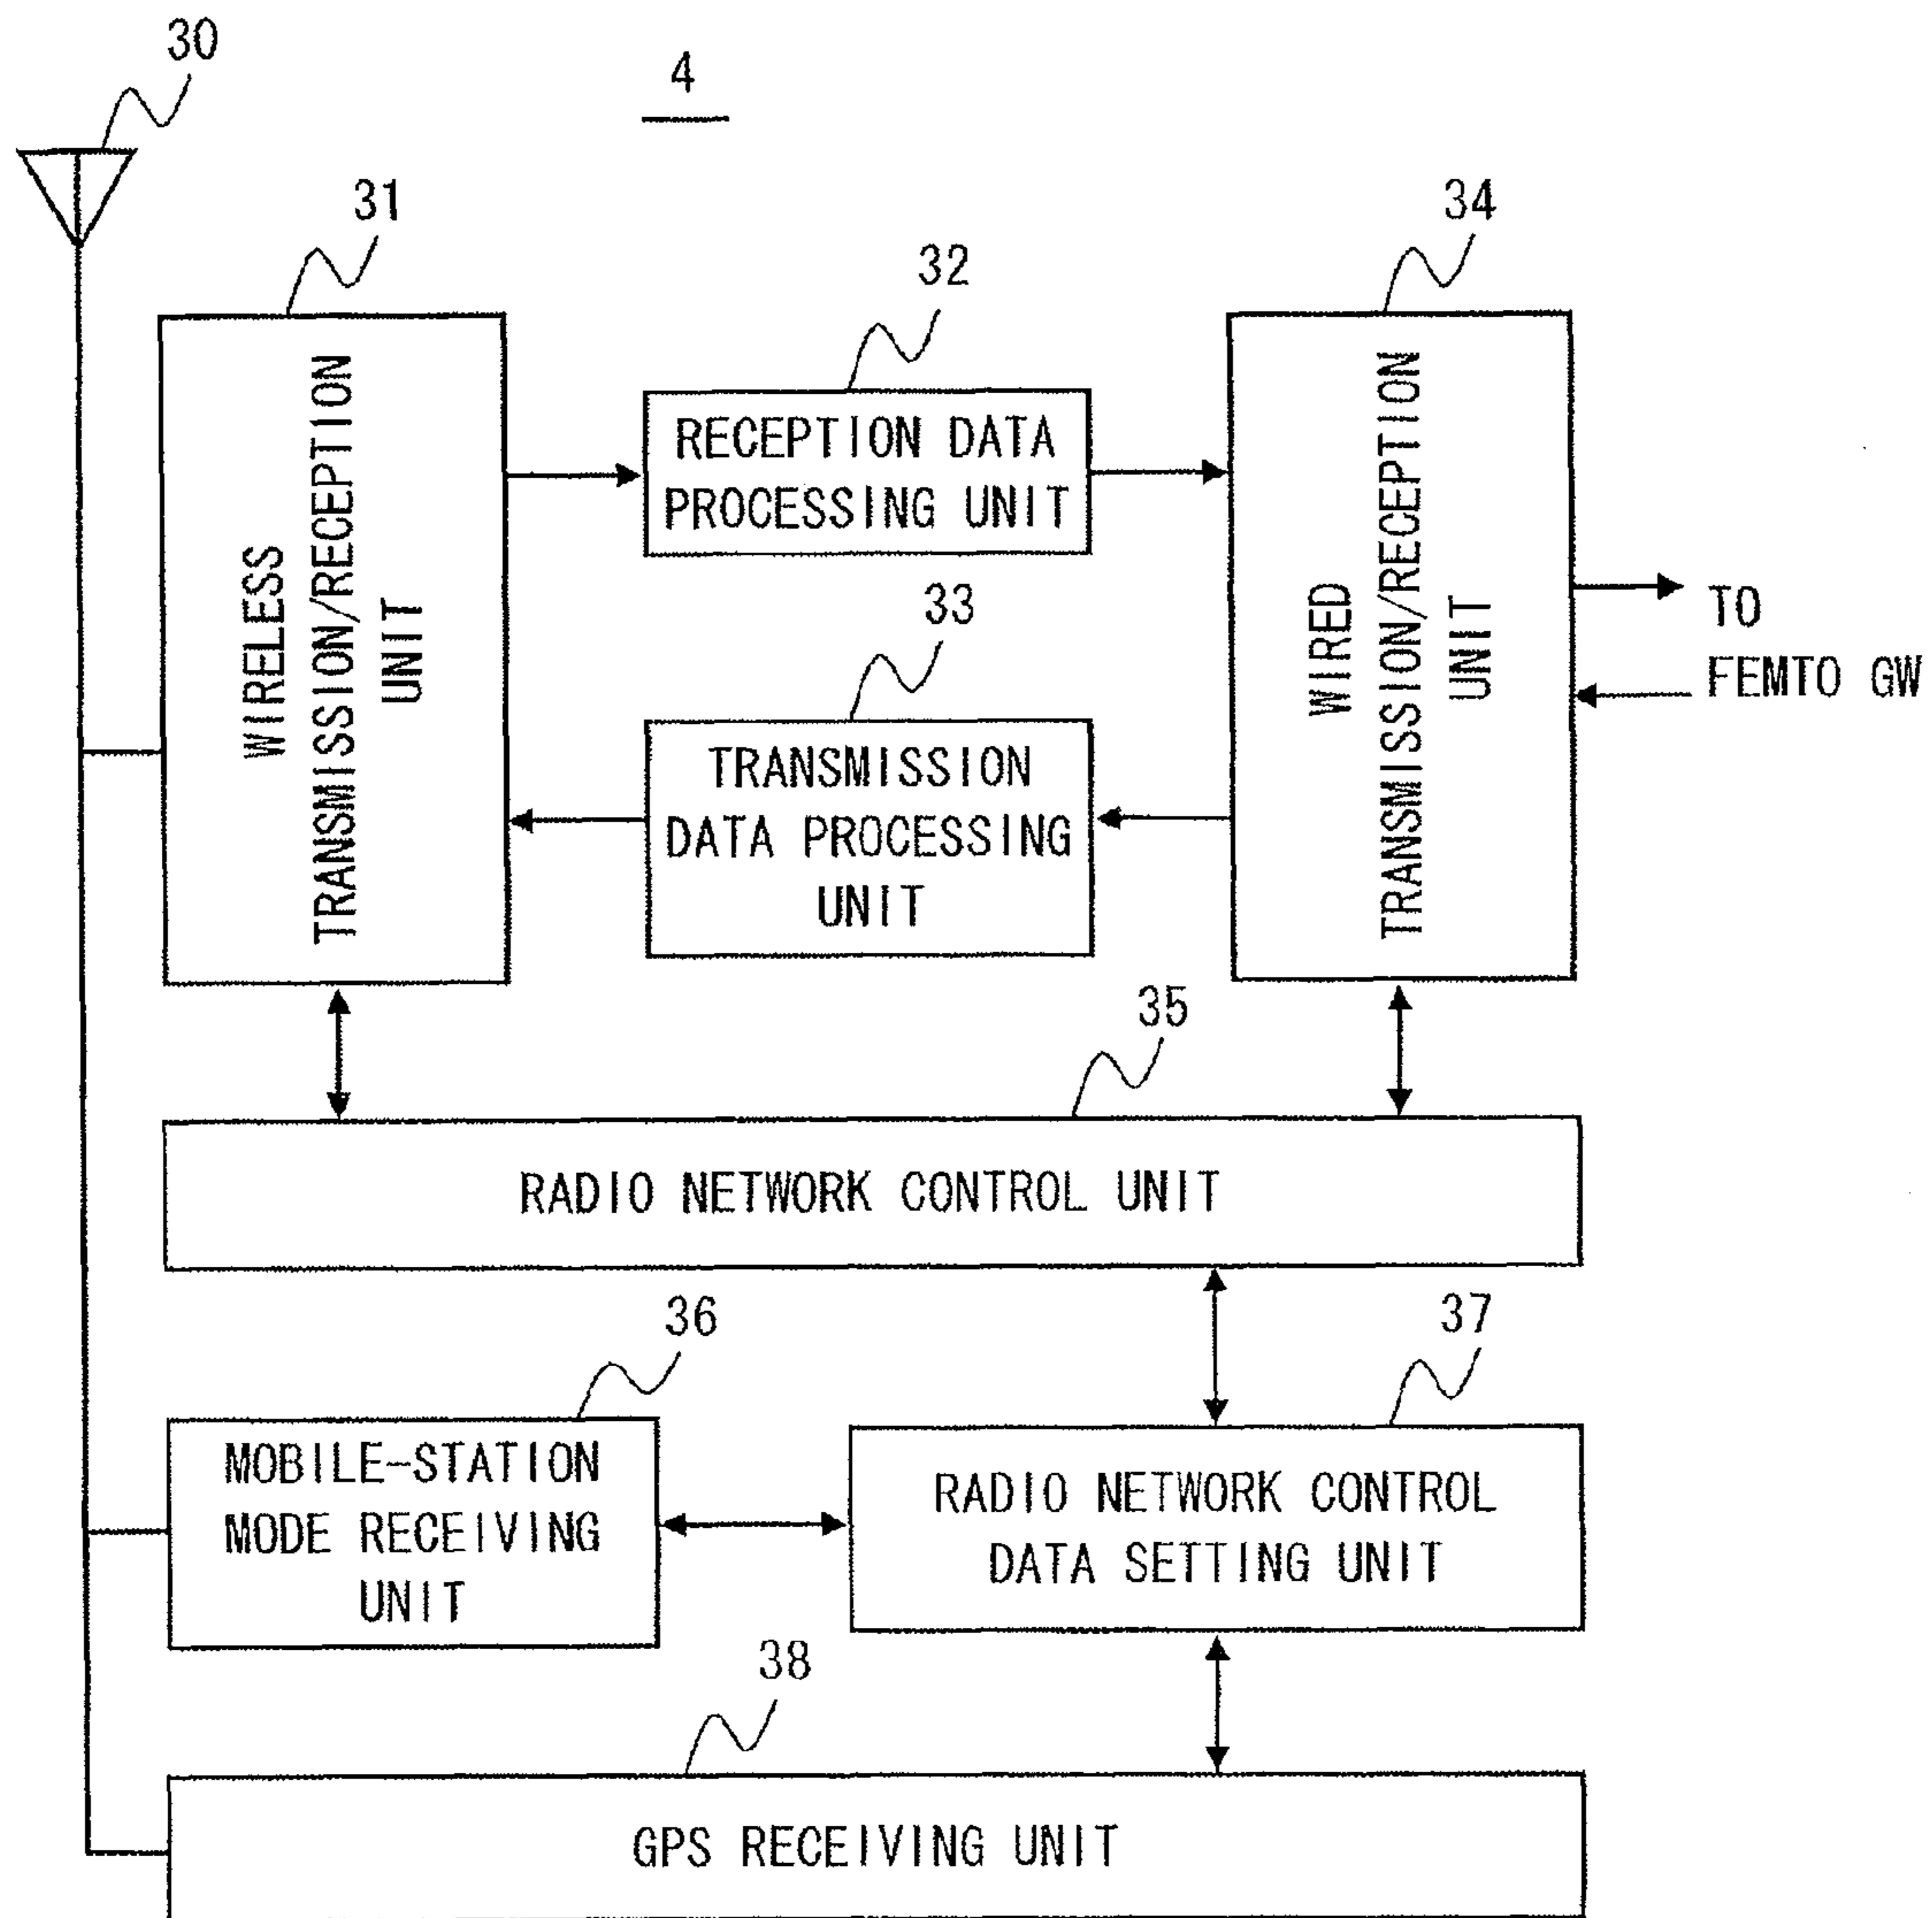 30
4
31
34
32
WIRELESS
TRANSMISSION/RECEPTION
UNIT
RECEPTION DATA
PROCESSING UNIT
WIRED
TRANSMISSION/RECEPTION
UNIT
33
TO
FEMTO GW
TRANSMISSION
DATA PROCESSING
UNIT
35
RADIO NETWORK CONTROL UNIT
36
37
MOBILE-STATION
MODE RECEIVING
UNIT
RADIO NETWORK CONTROL
DATA SETTING UNIT
38
GPS RECEIVING UNIT